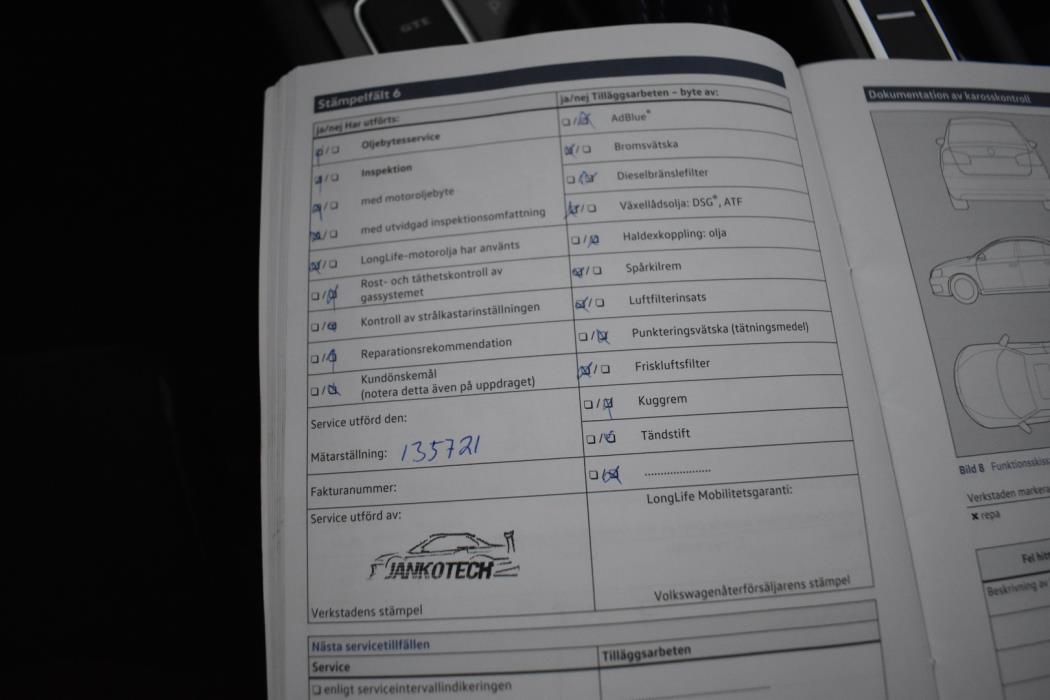 GTE
Stämpelfält 6
ja/nej Har utförts:
Oljebytesservice
Inspektion
med motoroljebyte
med utvidgad inspektionsomfattning
LongLife-motorolja har använts
Rost- och täthetskontroll av
gassystemet
Kontroll av strålkastarinställningen
Reparationsrekommendation
Kundönskemål
(notera detta även på uppdraget)
Service utförd den:
Mätarställning: 135721
Fakturanummer:
Service utförd av:
JANKOTECH
Verkstadens stämpel
ja/nej Tilläggsarbeten – byte av:
AdBlue®
Bromsvätska
Dieselbränslefilter
Växellådsolja: DSG®, ATF
Haldexkoppling: olja
Spårkilrem
Luftfilterinsats
Punkteringsvätska (tätningsmedel)
Friskluftsfilter
Kuggrem
Tändstift
......................
LongLife Mobilitetsgaranti:
Volkswagenåterförsäljarens stämpel
Nästa servicetillfällen
Service
Tilläggsarbeten
enligt serviceintervallindikeringen
Dokumentation av karosskontroll
Bild 8 Funktionsskiss
Verkstaden markera
✖ repa
Fel hitt
Beskrivning av